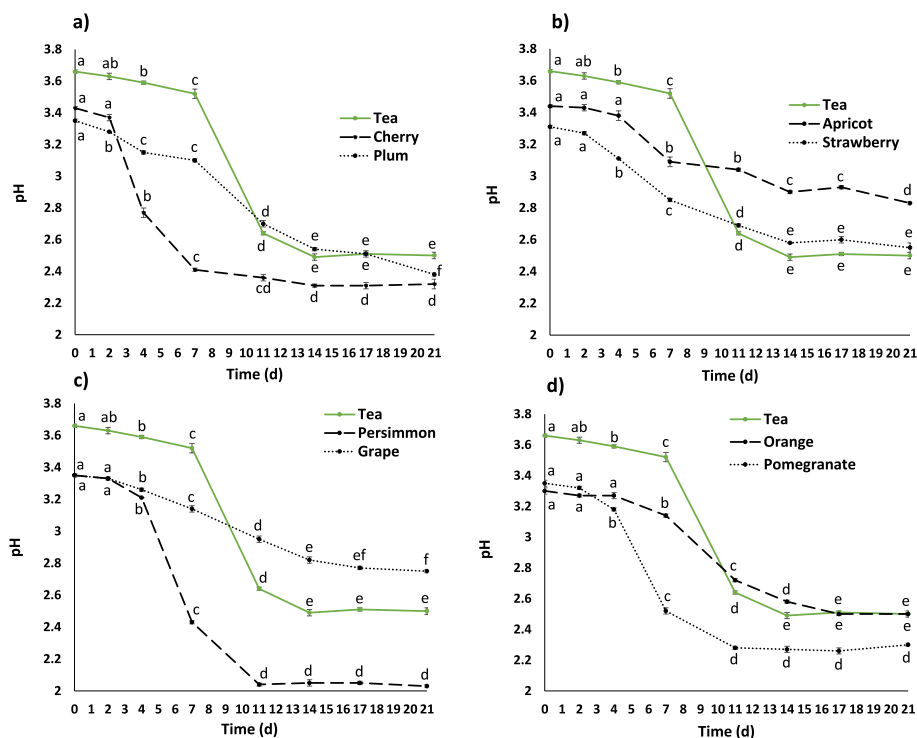 a)
3.8
3.6
3.4
3.2
3
2.8
2.6
2.4
2.2
2
pH
Tea
Cherry
Plum
a ab b c
a a
a b c c
b
c
d
d
cd
e e e
e e
d d d
f
0 1 2 3 4 5 6 7 8 9 10 11 12 13 14 15 16 17 18 19 20 21
Time (d)
b)
3.8
3.6
3.4
3.2
3
2.8
2.6
2.4
2.2
2
pH
Tea
Apricot
Strawberry
a ab b c
a a a
a a b c
b b c c d
d e e e
e e e
0 1 2 3 4 5 6 7 8 9 10 11 12 13 14 15 16 17 18 19 20 21
Time (d)
c)
3.8
3.6
3.4
3.2
3
2.8
2.6
2.4
2.2
2
pH
Tea
Persimmon
Grape
a ab b c
a a b c d e ef f
a a b
d e e e
c
d d d d
0 1 2 3 4 5 6 7 8 9 10 11 12 13 14 15 16 17 18 19 20 21
Time (d)
d)
3.8
3.6
3.4
3.2
3
2.8
2.6
2.4
2.2
2
pH
Tea
Orange
Pomegranate
a ab b c
a a a b
a a b
c d e e
c d e e e
d d d d
0 1 2 3 4 5 6 7 8 9 10 11 12 13 14 15 16 17 18 19 20 21
Time (d)